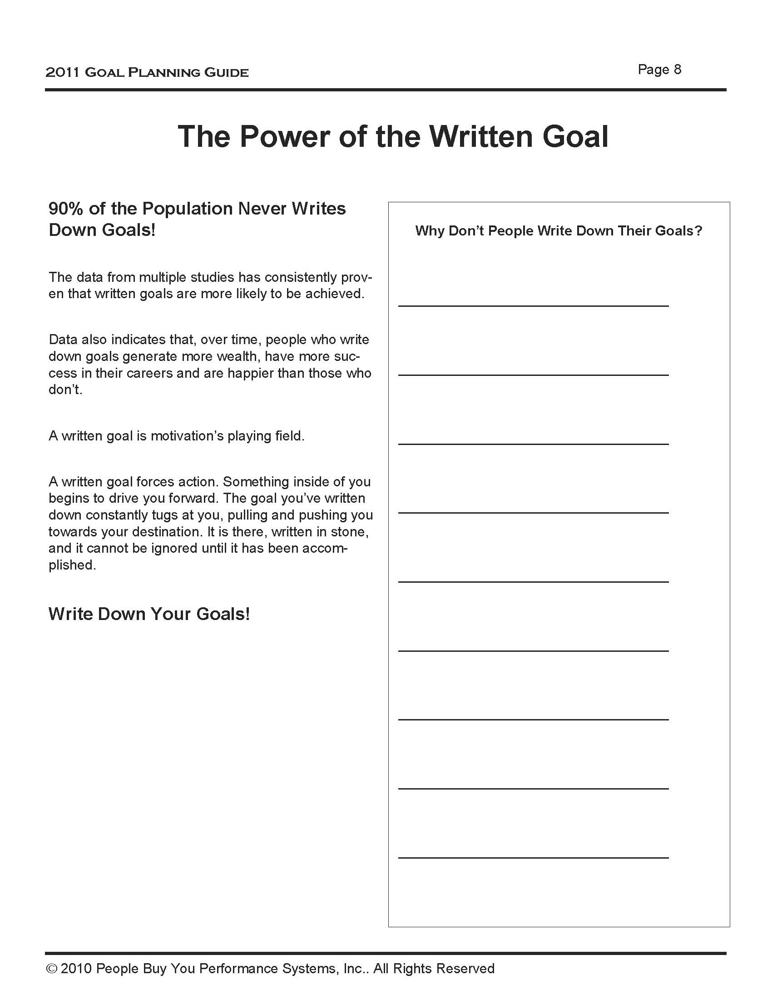 2011 Goal Planning Guide
Page 8
The Power of the Written Goal
90% of the Population Never Writes
Down Goals!
The data from multiple studies has consistently prov-
en that written goals are more likely to be achieved.
Data also indicates that, over time, people who write
down goals generate more wealth, have more suc-
cess in their careers and are happier than those who
don’t.
A written goal is motivation’s playing field.
A written goal forces action. Something inside of you
begins to drive you forward. The goal you’ve written
down constantly tugs at you, pulling and pushing you
towards your destination. It is there, written in stone,
and it cannot be ignored until it has been accom-
plished.
Write Down Your Goals!
Why Don’t People Write Down Their Goals?
© 2010 People Buy You Performance Systems, Inc.. All Rights Reserved